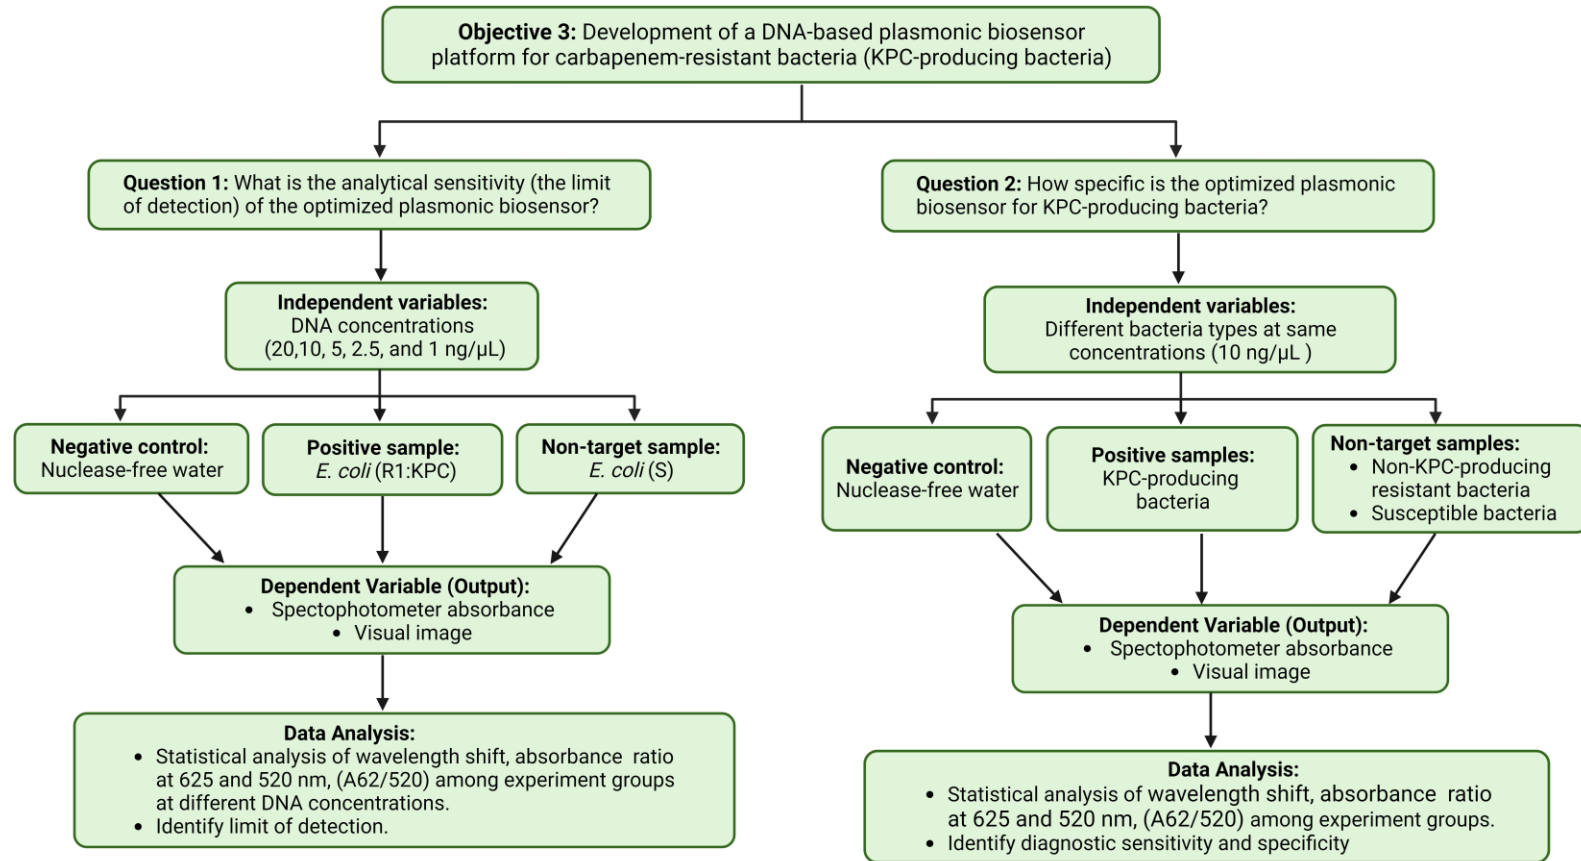 Objective 3: Development of a DNA-based plasmonic biosensor
platform for carbapenem-resistant bacteria (KPC-producing bacteria)
Question 1: What is the analytical sensitivity (the limit
of detection) of the optimized plasmonic biosensor?
Independent variables:
DNA concentrations
(20,10, 5, 2.5, and 1 ng/µL)
Negative control:
Nuclease-free water
Positive sample:
E. coli (R1:KPC)
Non-target sample:
E. coli (S)
Dependent Variable (Output):
• Spectophotometer absorbance
• Visual image
Data Analysis:
• Statistical analysis of wavelength shift, absorbance ratio
at 625 and 520 nm, (A62/520) among experiment groups
at different DNA concentrations.
• Identify limit of detection.
Question 2: How specific is the optimized plasmonic
biosensor for KPC-producing bacteria?
Independent variables:
Different bacteria types at same
concentrations (10 ng/µL )
Negative control:
Nuclease-free water
Positive samples:
KPC-producing
bacteria
Non-target samples:
• Non-KPC-producing
resistant bacteria
• Susceptible bacteria
Dependent Variable (Output):
• Spectophotometer absorbance
• Visual image
Data Analysis:
• Statistical analysis of wavelength shift, absorbance ratio
at 625 and 520 nm, (A62/520) among experiment groups.
• Identify diagnostic sensitivity and specificity